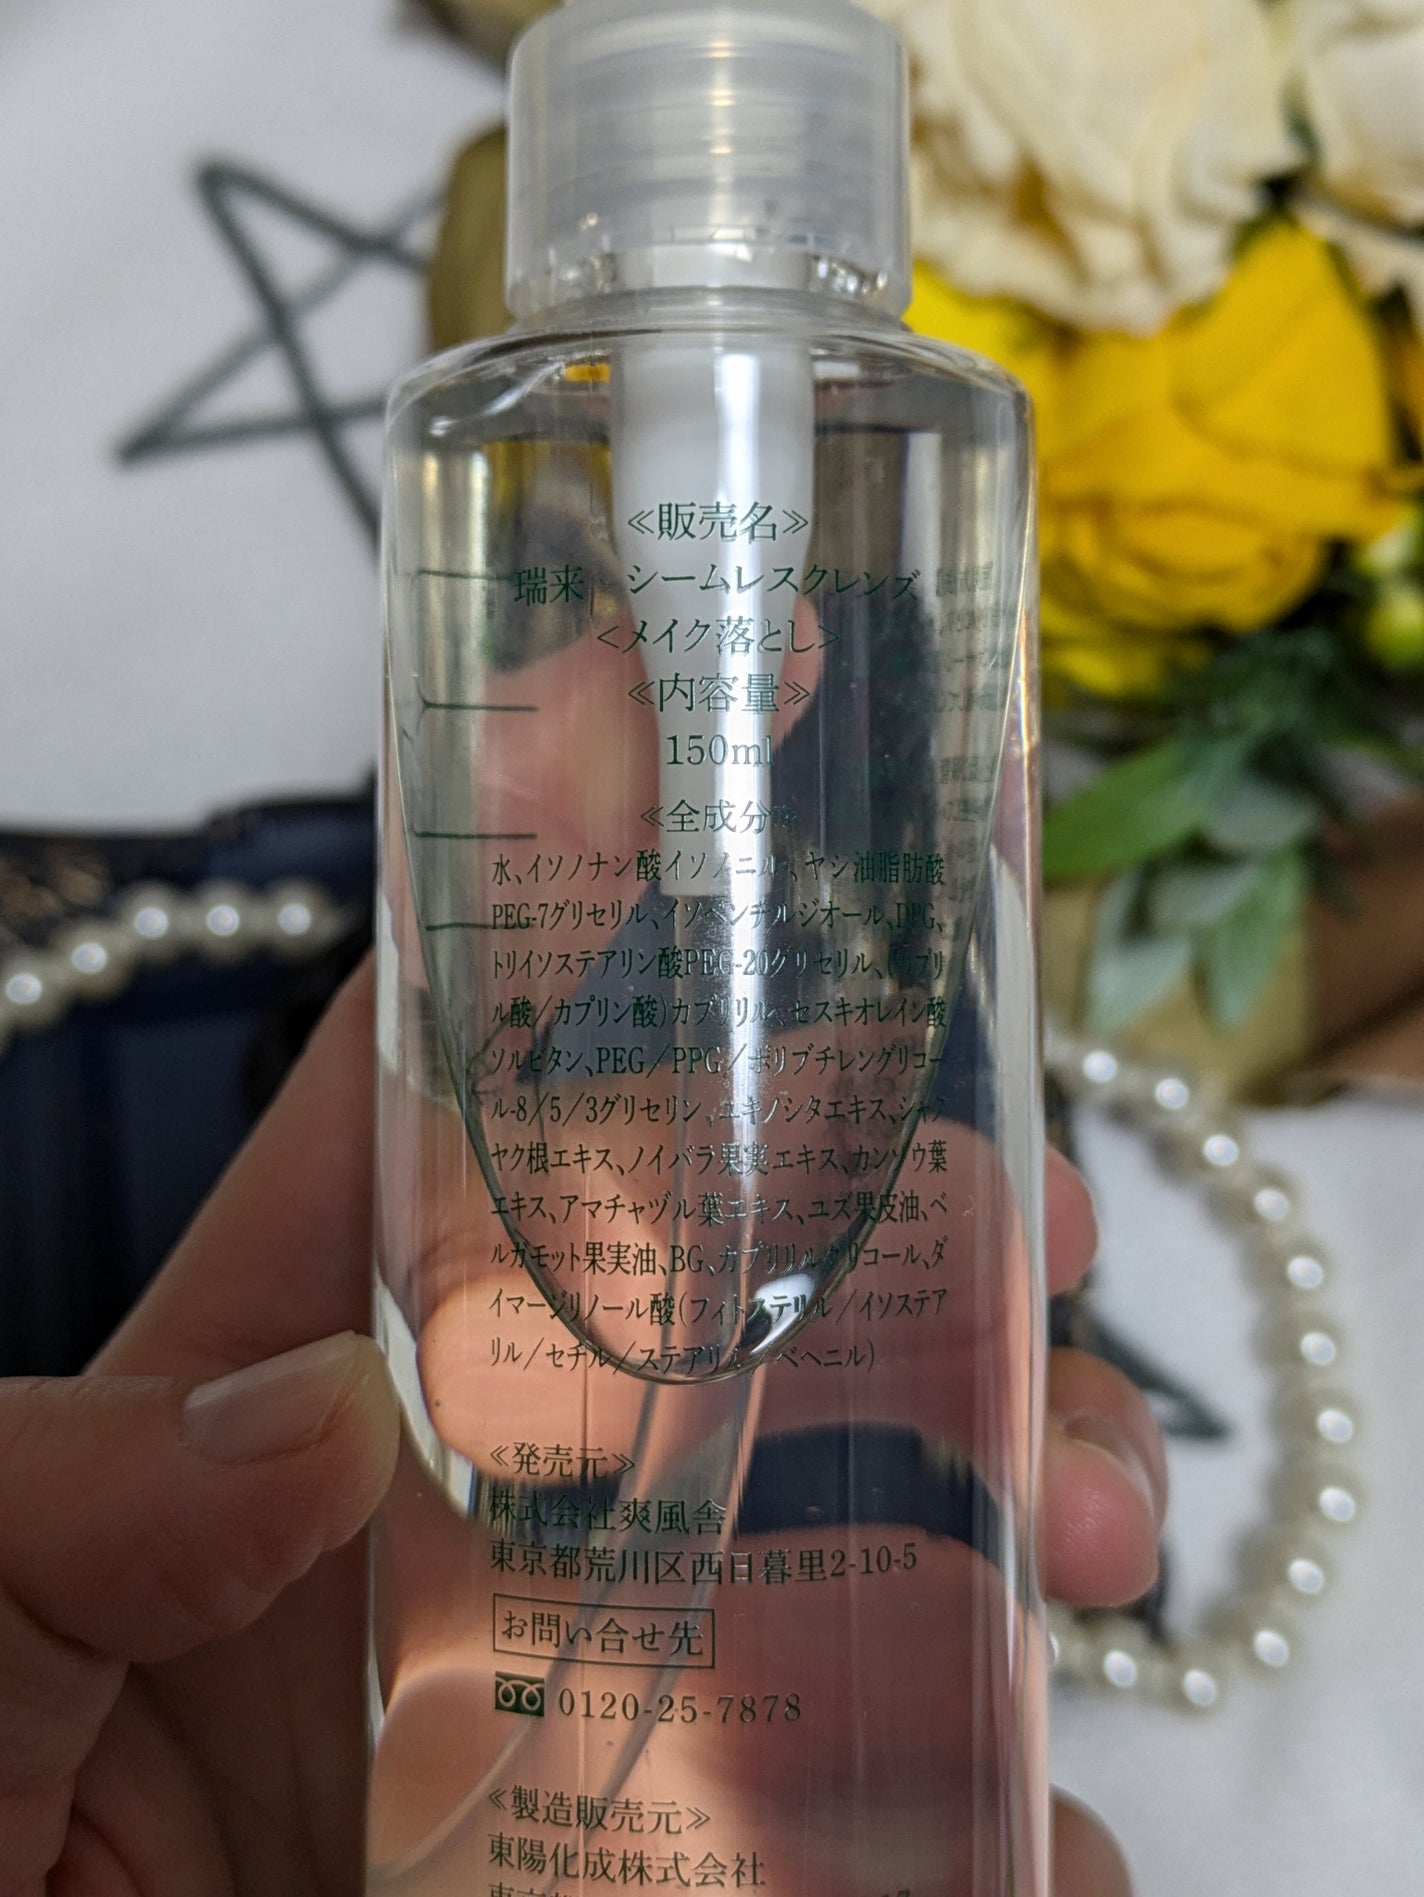 ≪販売名≫
瑞来　シームレスクレンズ
＜メイク落とし＞
≪内容量≫
150ml
≪全成分≫
水、イソノナン酸イソノニル、ヤシ油脂肪酸
PEG-7グリセリル、イソペンチルジオール、DPG、
トリイソステアリン酸PEG-20グリセリル、(カプリ
ル酸/カプリン酸)カプリリル、セスキオレイン酸
ソルビタン、PEG/PPG/ポリブチレングリコー
ル-8/5/3グリセリン、ユキノシタエキス、シャク
ヤク根エキス、ノイバラ果実エキス、カンゾウ葉
エキス、アマチャヅル葉エキス、ユズ果皮油、ベ
ルガモット果実油、BG、カプリリルグリコール、ダ
イマージリノール酸(フィトステリル/イソステア
リル/セチル/ステアリル/ベヘニル)
≪発売元≫
株式会社爽風舎
東京都荒川区西日暮里2-10-5
お問い合せ先
0120-25-7878
≪製造販売元≫
東陽化成株式会社